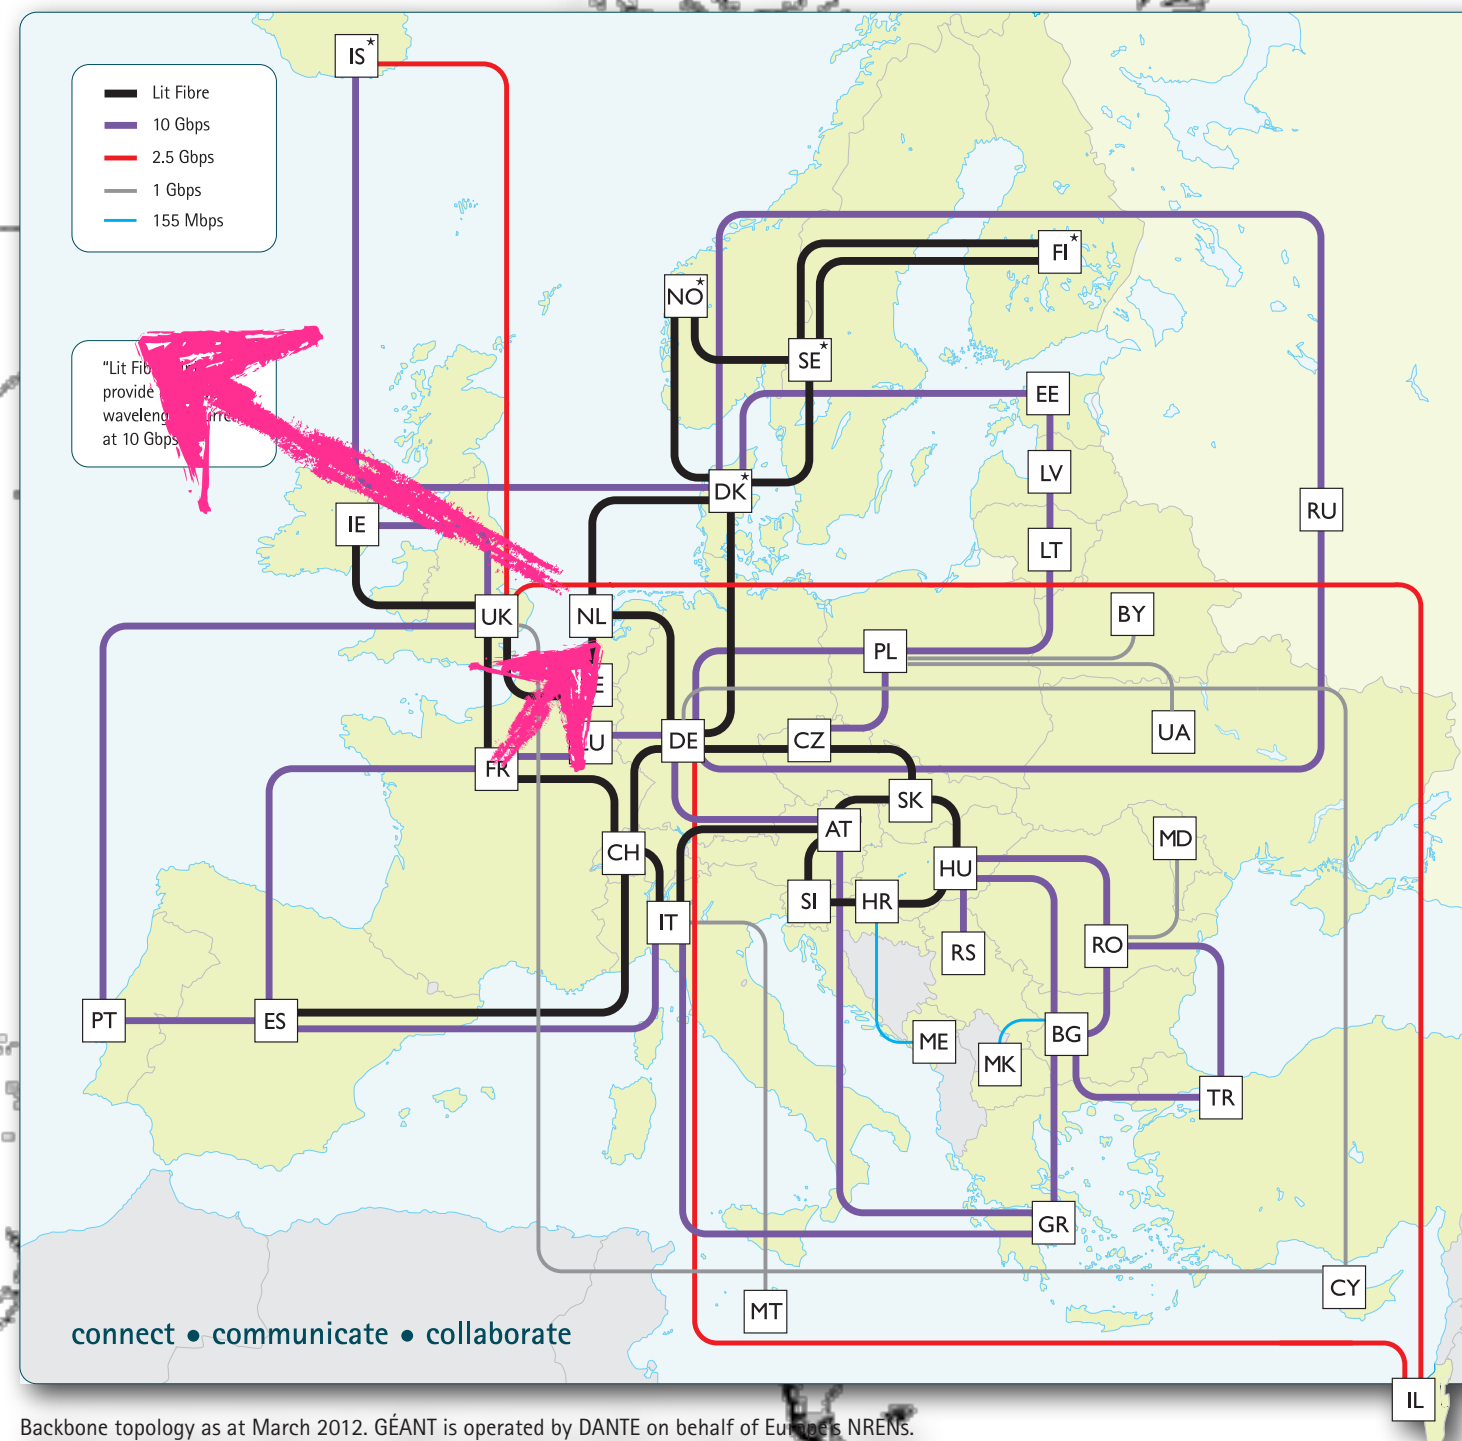 IS*
Lit Fibre
10 Gbps
2.5 Gbps
1 Gbps
155 Mbps
FI*
NO*
SE*
"Lit
provide
at 10 Gbps
EE
LV
DK*
RU
IE
LT
UK
NL
BY
PL
UA
DE
CZ
FR
SK
AT
MD
CH
HU
SI
HR
IT
RO
RS
PT
ES
BG
ME
MK
TR
GR
CY
MT
connect • communicate • collaborate
IL
Backbone topology as at March 2012. GÉANT is operated by DANTE on behalf of Europe's NRENs.